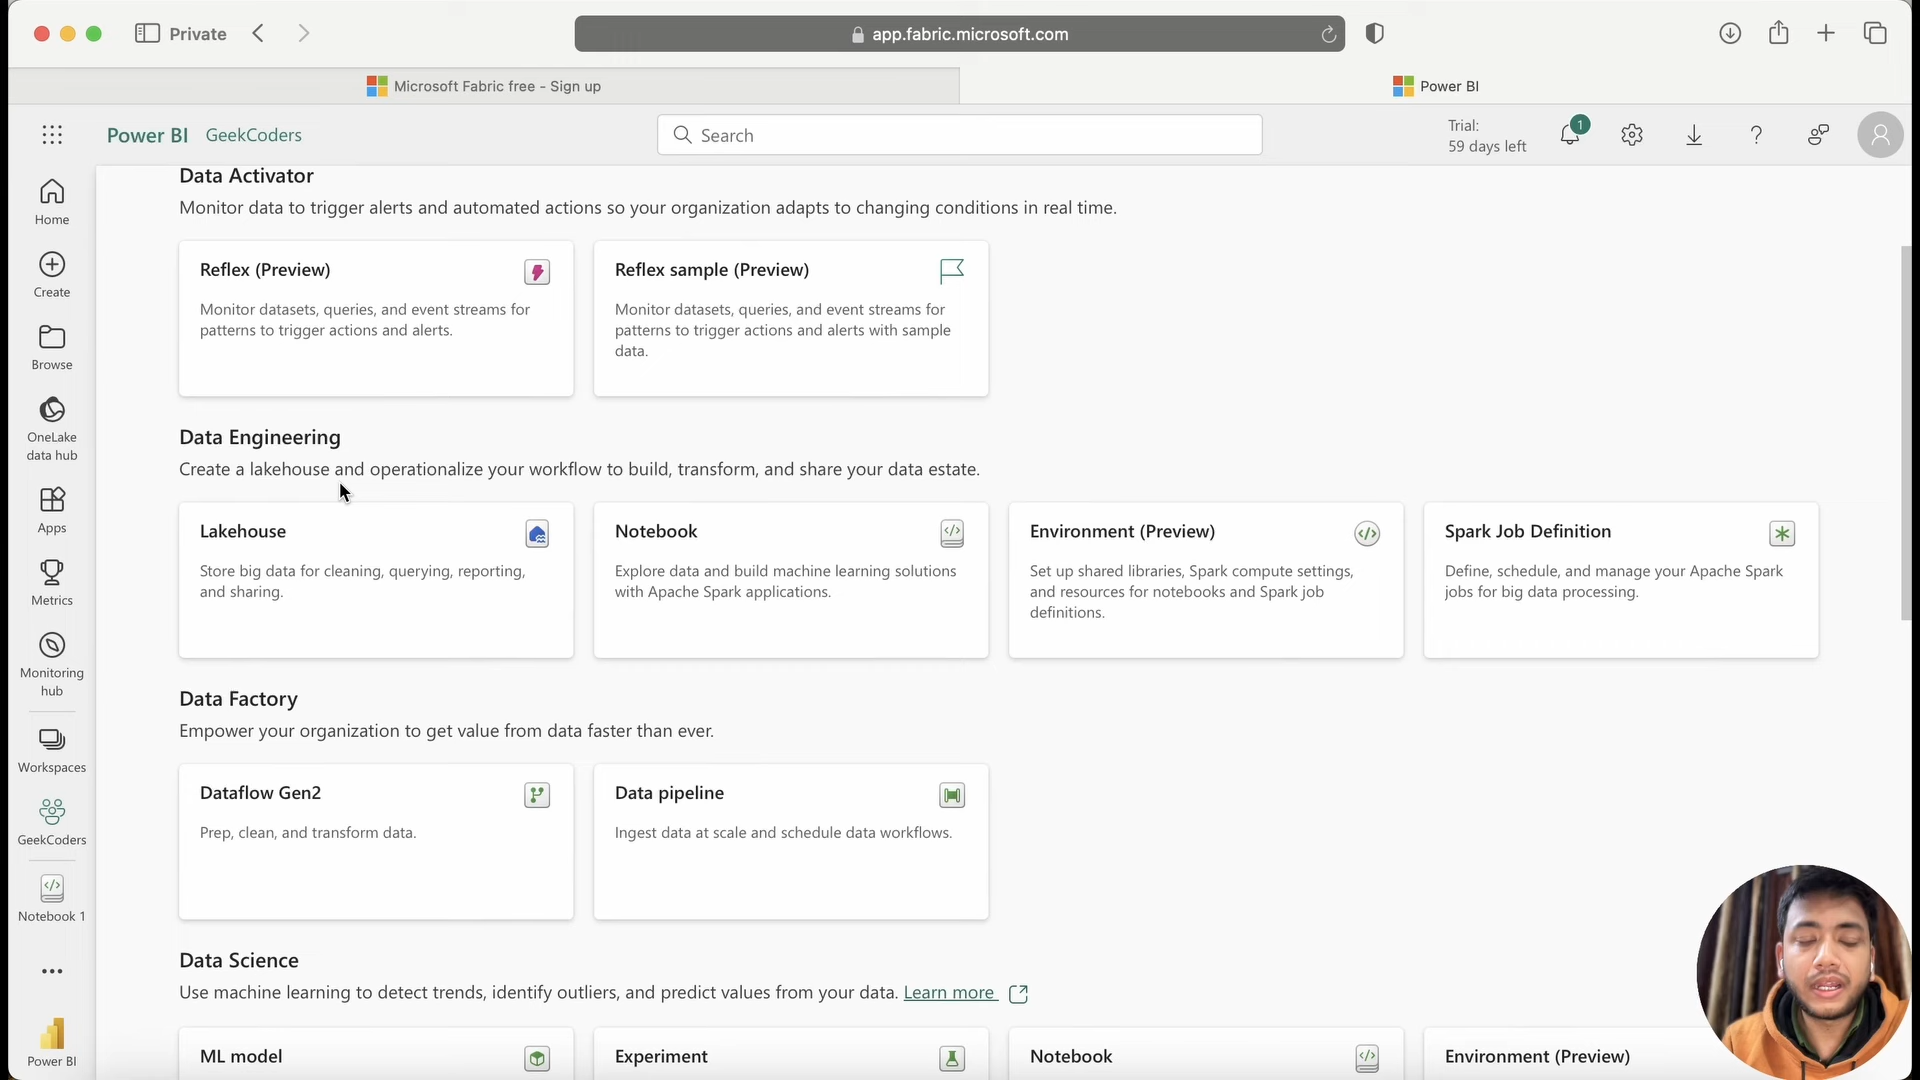 Private
app.fabric.microsoft.com
Microsoft Fabric free - Sign up
Power BI
Power BI GeekCoders
Search
Trial:
59 days left
1
Home
Create
Browse
OneLake
data hub
Apps
Metrics
Monitoring
hub
Workspaces
GeekCoders
Notebook 1
Power BI
Data Activator
Monitor data to trigger alerts and automated actions so your organization adapts to changing conditions in real time.
Reflex (Preview)
Monitor datasets, queries, and event streams for
patterns to trigger actions and alerts.
Reflex sample (Preview)
Monitor datasets, queries, and event streams for
patterns to trigger actions and alerts with sample
data.
Data Engineering
Create a lakehouse and operationalize your workflow to build, transform, and share your data estate.
Lakehouse
Store big data for cleaning, querying, reporting,
and sharing.
Notebook
Explore data and build machine learning solutions
with Apache Spark applications.
Environment (Preview)
Set up shared libraries, Spark compute settings,
and resources for notebooks and Spark job
definitions.
Spark Job Definition
Define, schedule, and manage your Apache Spark
jobs for big data processing.
Data Factory
Empower your organization to get value from data faster than ever.
Dataflow Gen2
Prep, clean, and transform data.
Data pipeline
Ingest data at scale and schedule data workflows.
Data Science
Use machine learning to detect trends, identify outliers, and predict values from your data. Learn more
ML model
Experiment
Notebook
Environment (Preview)